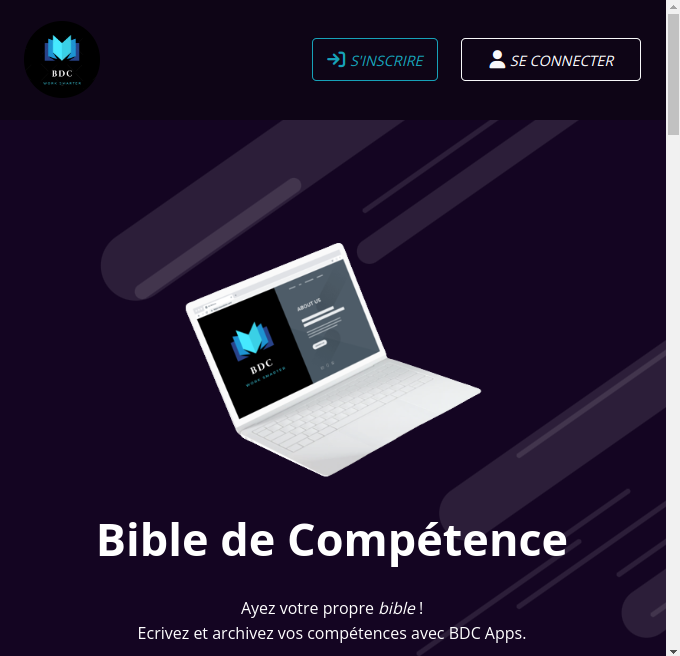 BDC
WORK SMARTER
S'INSCRIRE
SE CONNECTER
ABOUT US
BDC
WORK SMARTER
Bible de Compétence
Ayez votre propre bible !
Ecrivez et archivez vos compétences avec BDC Apps.